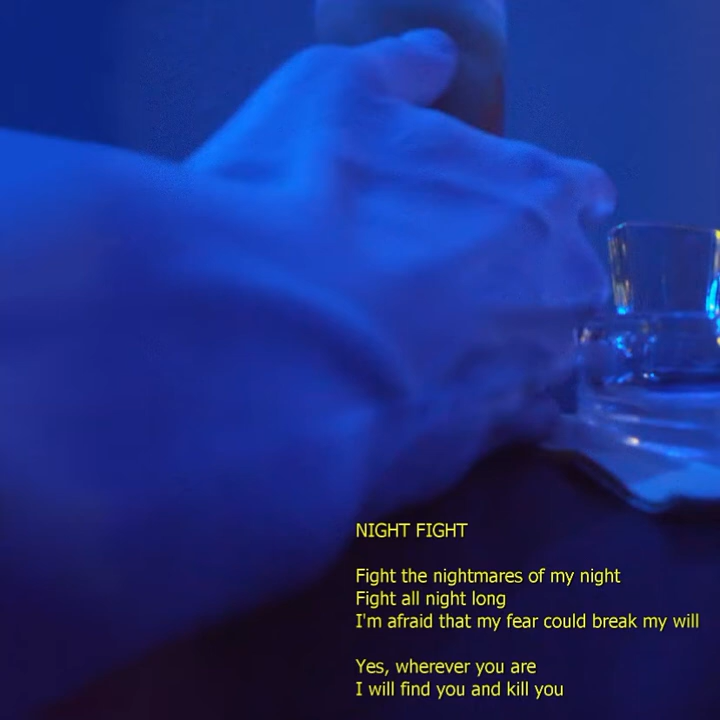 NIGHT FIGHT
Fight the nightmares of my night
Fight all night long
I'm afraid that my fear could break my will
Yes, wherever you are
I will find you and kill you